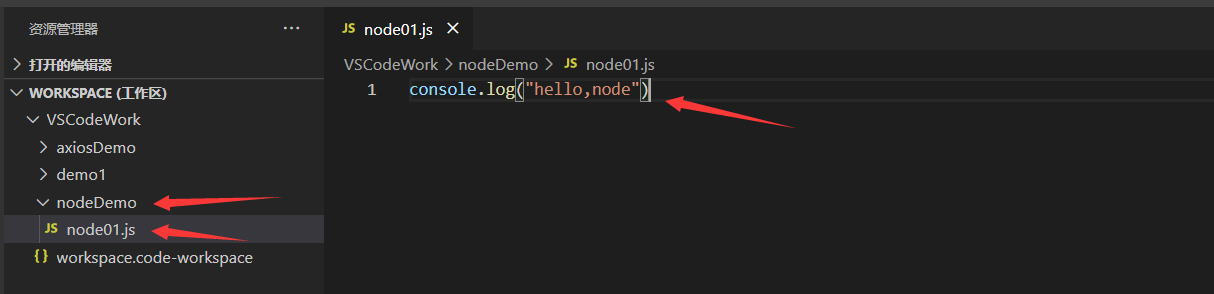 资源管理器 ···
打开的编辑器
WORKSPACE (工作区)
VSCodeWork
axiosDemo
demo1
nodeDemo
JS node01.js
{} workspace.code-workspace
JS node01.js ×
VSCodeWork > nodeDemo > JS node01.js
1 console.log("hello,node")